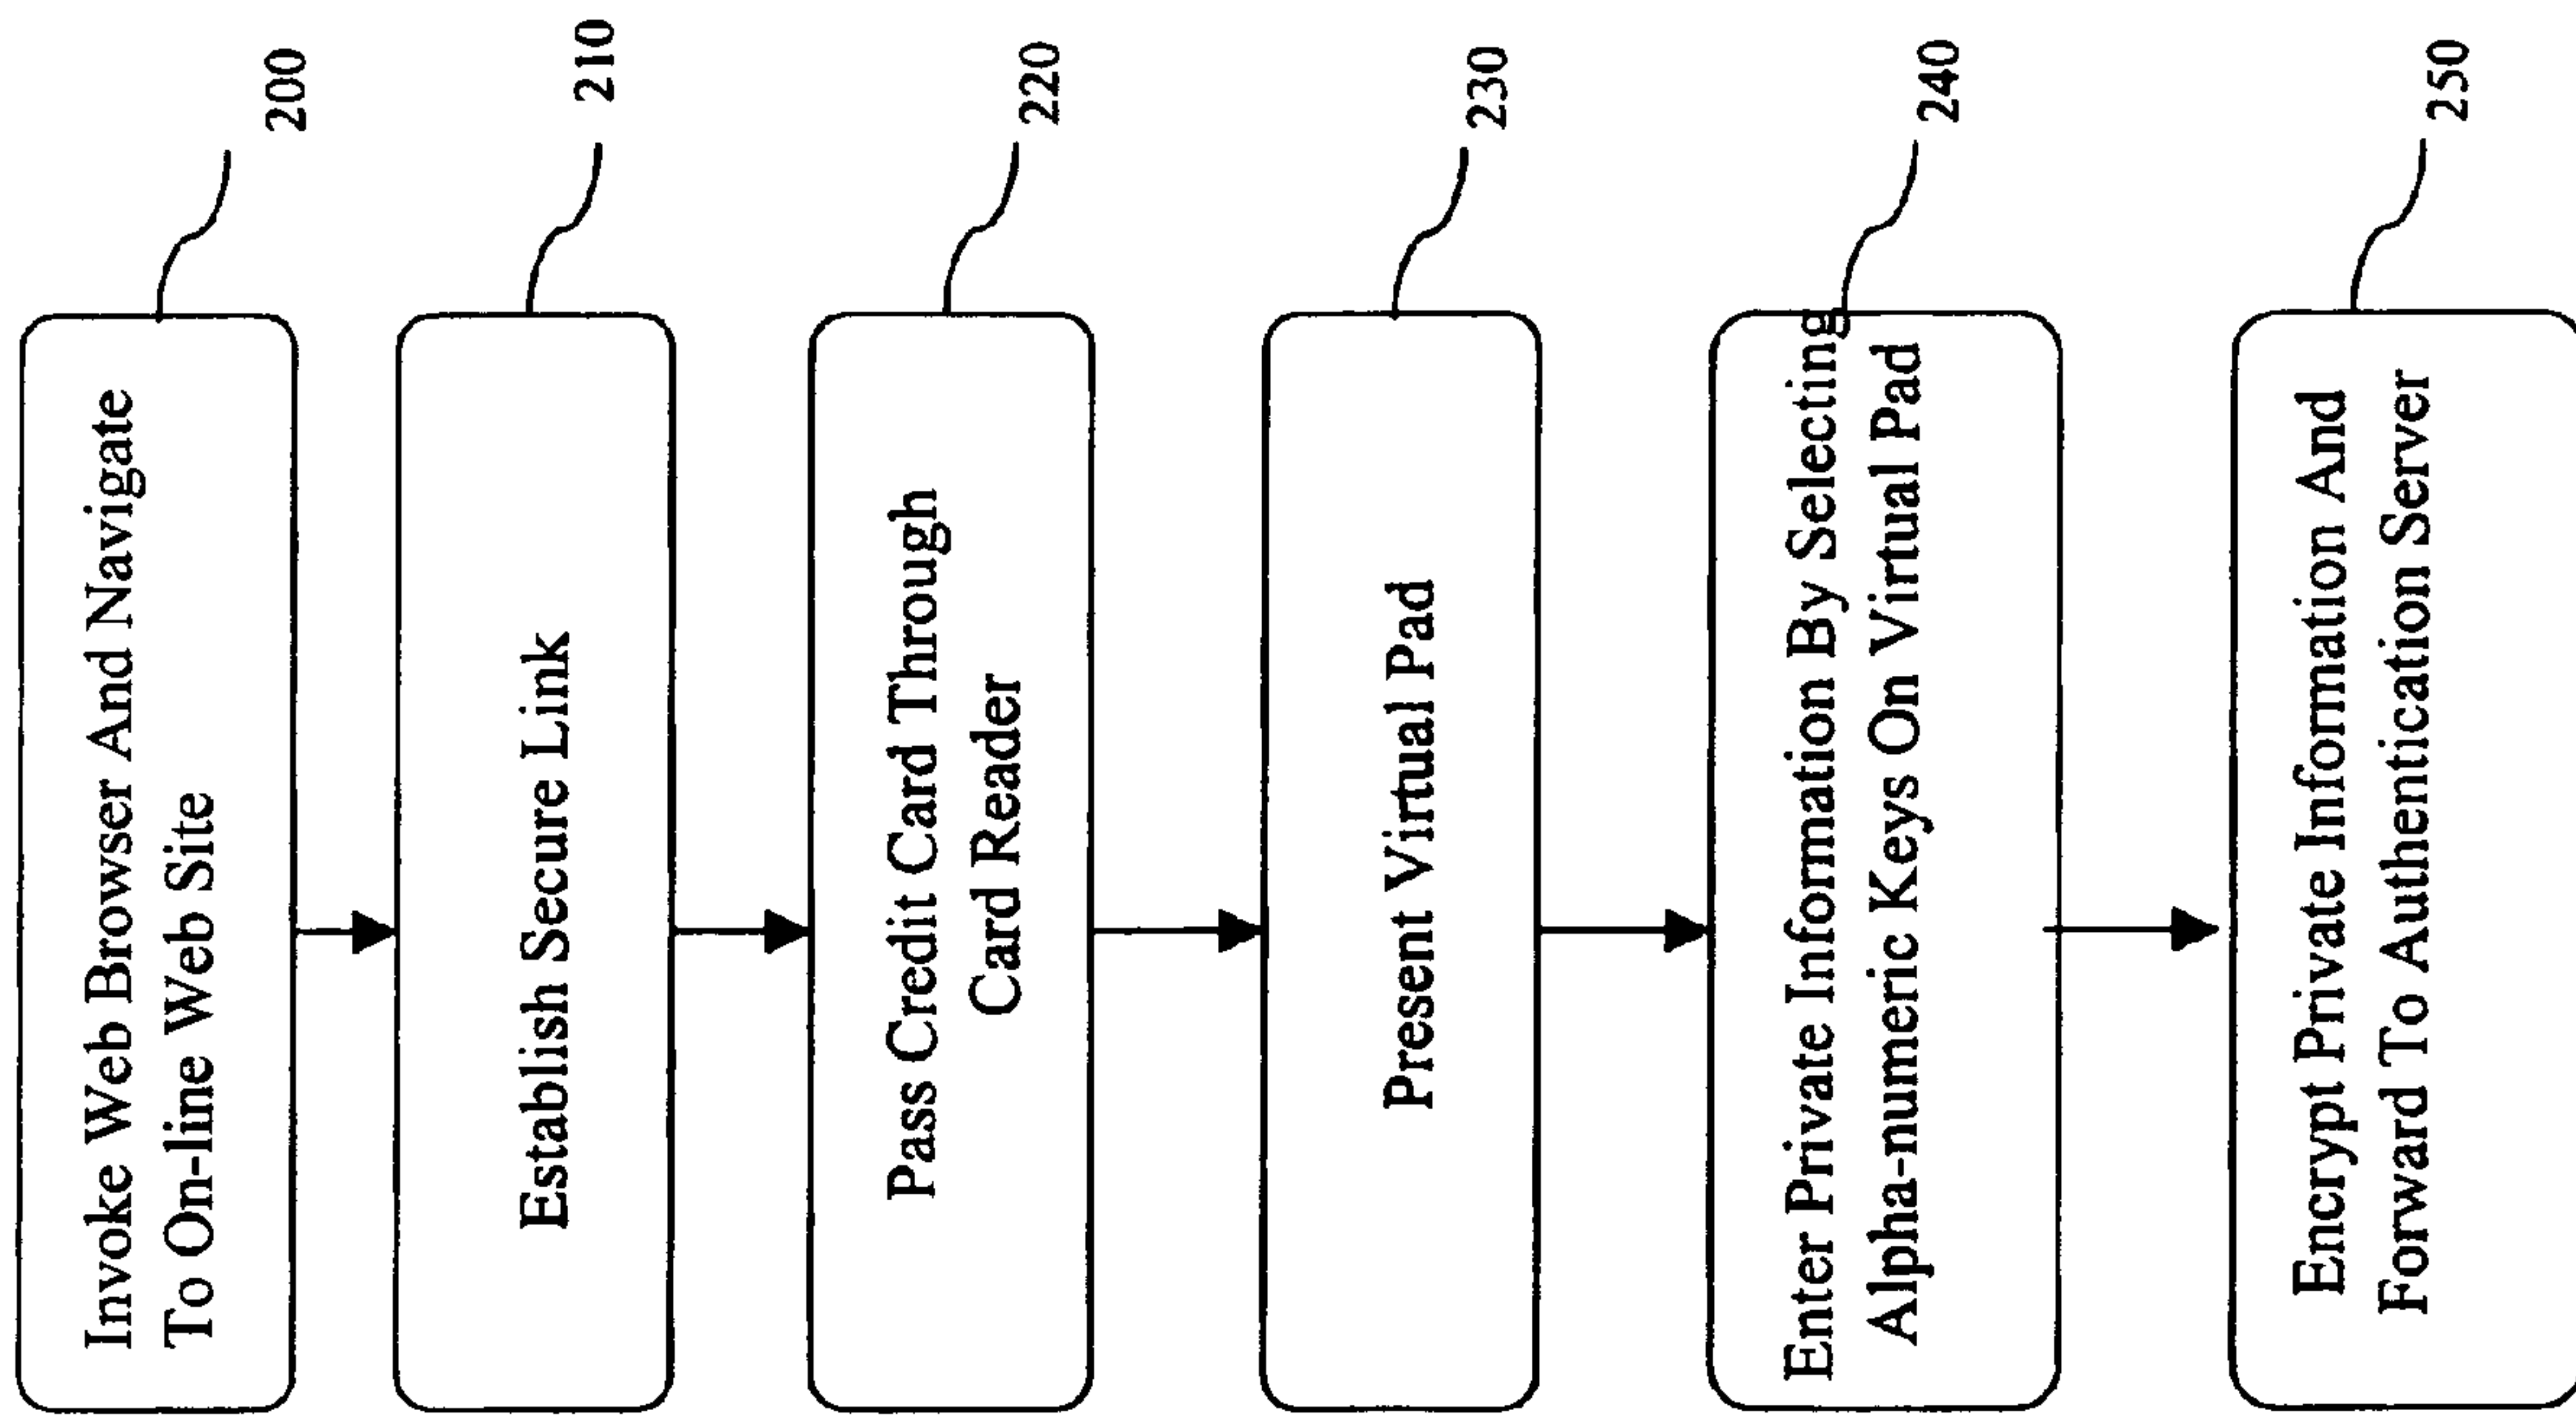 Invoke Web Browser And Navigate
To On-line Web Site
200
Establish Secure Link
210
Pass Credit Card Through
Card Reader
220
Present Virtual Pad
230
Enter Private Information By Selecting
Alpha-numeric Keys On Virtual Pad
240
Encrypt Private Information And
Forward To Authentication Server
250